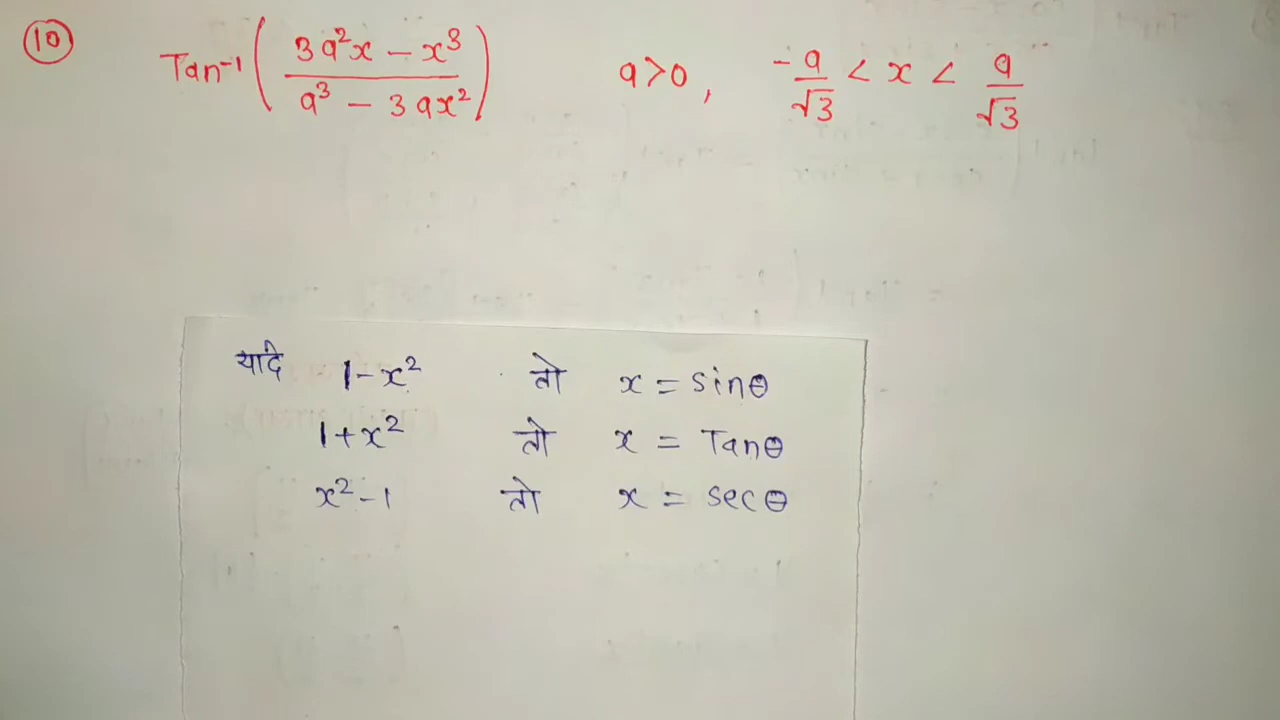 10 Tan⁻¹ ( (3a²x − x³) / (a³ − 3ax²) ) a>0, -a/√3 < x < a/√3
यदि 1-x² तो x = sinθ
1+x² तो x = Tanθ
x²-1 तो x = secθ